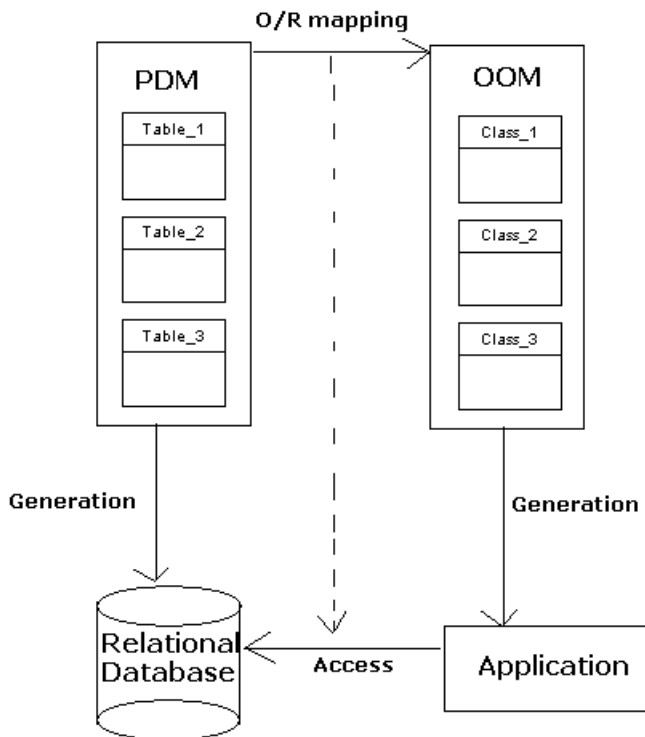 O/R mapping
PDM
Table_1
Table_2
Table_3
OOM
Class_1
Class_2
Class_3
Generation
Generation
Relational
Database
Access
Application